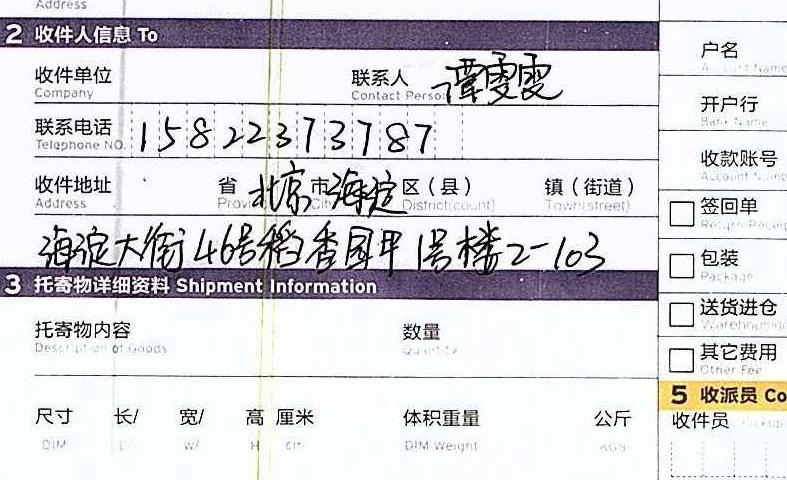 Address
2 收件人信息 To
户名
Account Name
收件单位 联系人 谭雯雯
Company Contact Person
开户行
Bank Name
联系电话 15822373787
Telephone NO.
收款账号
Account Number
收件地址 省 北京 市 海淀 区（县） 镇（街道）
Address Province City District(county) Town(street)
签回单
Return Receipt
海淀大街46号稻香园甲1号楼2-103
包装
Package
3 托寄物详细资料 Shipment Information
送货进仓
Warehousing
托寄物内容 数量
Description of Goods Quantity
其它费用
Other Fee
5 收派员 Co
尺寸 长/ 宽/ 高 厘米 体积重量 公斤
DIM L/ W/ H cm DIM Weight KGS
收件员 Pickup